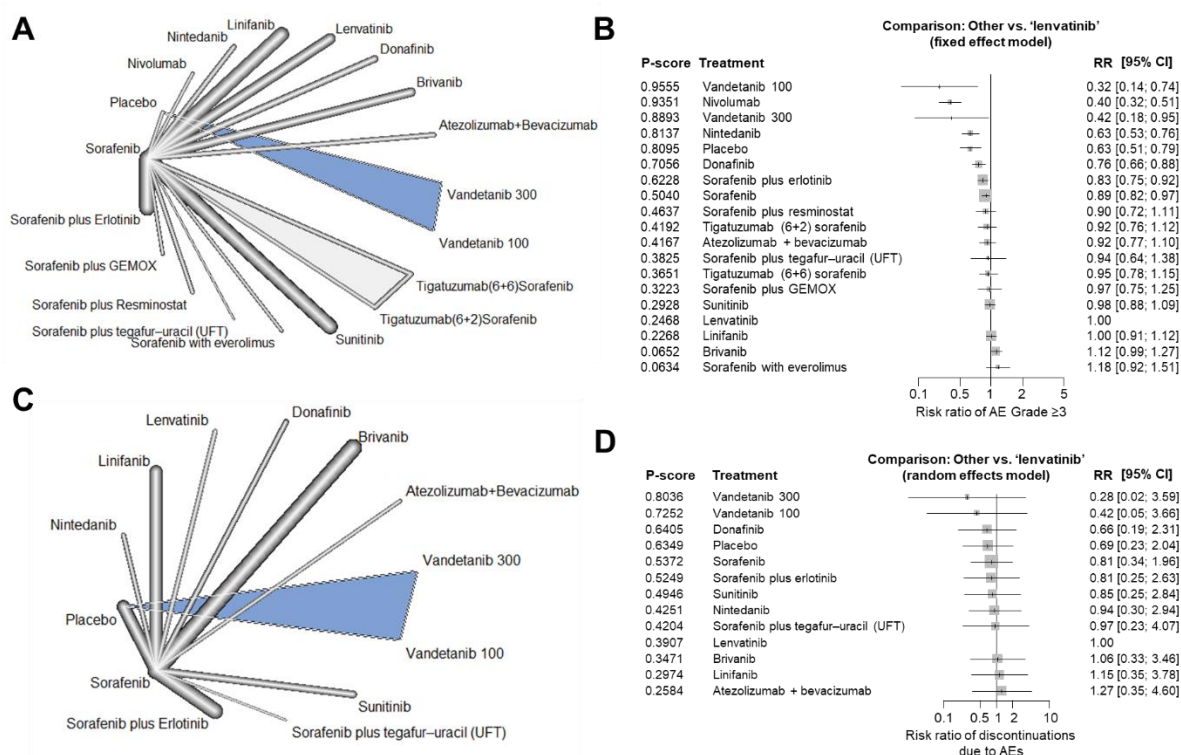 A
Linifanib
Lenvatinib
Nintedanib
Donafinib
Nivolumab
Brivanib
Placebo
Atezolizumab+Bevacizumab
Sorafenib
Vandetanib 300
Sorafenib plus Erlotinib
Vandetanib 100
Sorafenib plus GEMOX
Tigatuzumab(6+6)Sorafenib
Sorafenib plus Resminostat
Tigatuzumab(6+2)Sorafenib
Sorafenib plus tegafur–uracil (UFT)
Sunitinib
Sorafenib with everolimus
B
Comparison: Other vs. ‘lenvatinib’
(fixed effect model)
P-score Treatment RR [95% CI]
0.9555 Vandetanib 100 0.32 [0.14; 0.74]
0.9351 Nivolumab 0.40 [0.32; 0.51]
0.8893 Vandetanib 300 0.42 [0.18; 0.95]
0.8137 Nintedanib 0.63 [0.53; 0.76]
0.8095 Placebo 0.63 [0.51; 0.79]
0.7056 Donafinib 0.76 [0.66; 0.88]
0.6228 Sorafenib plus erlotinib 0.83 [0.75; 0.92]
0.5040 Sorafenib 0.89 [0.82; 0.97]
0.4637 Sorafenib plus resminostat 0.90 [0.72; 1.11]
0.4192 Tigatuzumab (6+2) sorafenib 0.92 [0.76; 1.12]
0.4167 Atezolizumab + bevacizumab 0.92 [0.77; 1.10]
0.3825 Sorafenib plus tegafur–uracil (UFT) 0.94 [0.64; 1.38]
0.3651 Tigatuzumab (6+6) sorafenib 0.95 [0.78; 1.15]
0.3223 Sorafenib plus GEMOX 0.97 [0.75; 1.25]
0.2928 Sunitinib 0.98 [0.88; 1.09]
0.2468 Lenvatinib 1.00
0.2268 Linifanib 1.00 [0.91; 1.12]
0.0652 Brivanib 1.12 [0.99; 1.27]
0.0634 Sorafenib with everolimus 1.18 [0.92; 1.51]
0.1 0.5 1 2 5
Risk ratio of AE Grade ≥3
C
Donafinib
Lenvatinib
Brivanib
Linifanib
Atezolizumab+Bevacizumab
Nintedanib
Vandetanib 300
Placebo
Vandetanib 100
Sorafenib
Sunitinib
Sorafenib plus Erlotinib
Sorafenib plus tegafur–uracil (UFT)
D
Comparison: Other vs. ‘lenvatinib’
(random effects model)
P-score Treatment RR [95% CI]
0.8036 Vandetanib 300 0.28 [0.02; 3.59]
0.7252 Vandetanib 100 0.42 [0.05; 3.66]
0.6405 Donafinib 0.66 [0.19; 2.31]
0.6349 Placebo 0.69 [0.23; 2.04]
0.5372 Sorafenib 0.81 [0.34; 1.96]
0.5249 Sorafenib plus erlotinib 0.81 [0.25; 2.63]
0.4946 Sunitinib 0.85 [0.25; 2.84]
0.4251 Nintedanib 0.94 [0.30; 2.94]
0.4204 Sorafenib plus tegafur–uracil (UFT) 0.97 [0.23; 4.07]
0.3907 Lenvatinib 1.00
0.3471 Brivanib 1.06 [0.33; 3.46]
0.2974 Linifanib 1.15 [0.35; 3.78]
0.2584 Atezolizumab + bevacizumab 1.27 [0.35; 4.60]
0.1 0.5 1 2 10
Risk ratio of discontinuations
due to AEs